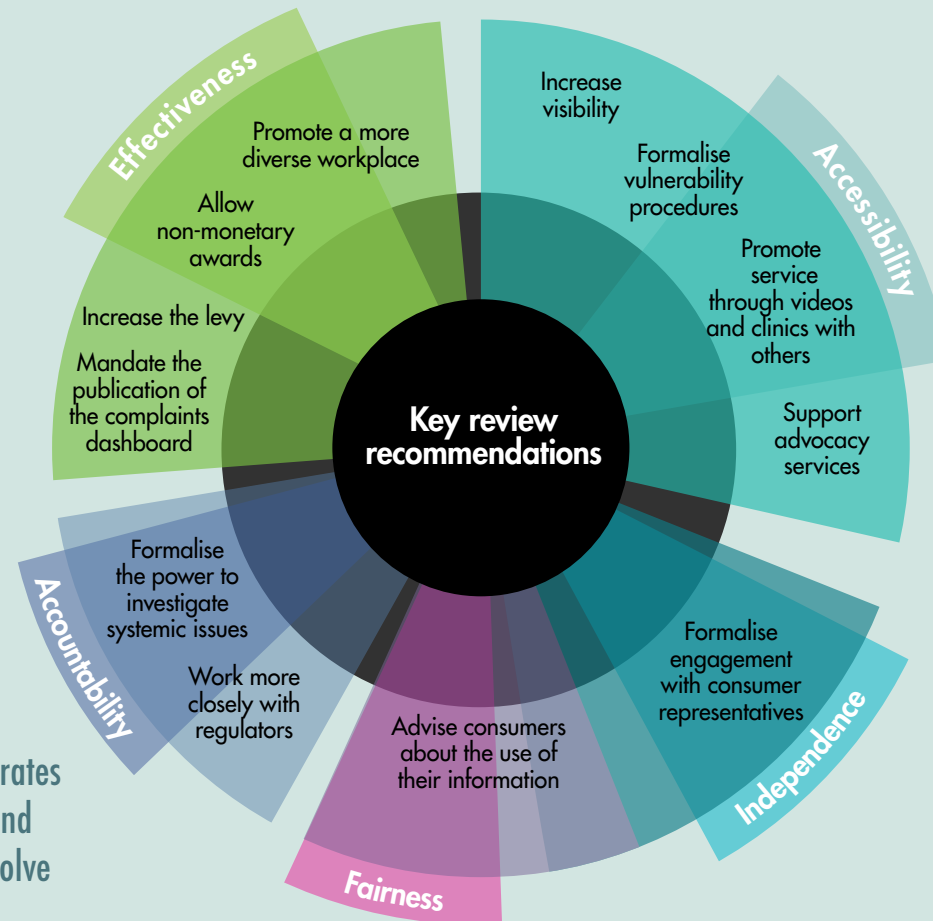 Key review
recommendations
Accessibility
Increase
visibility
Formalise
vulnerability
procedures
Promote
service
through videos
and clinics with
others
Support
advocacy
services
Independence
Formalise
engagement
with consumer
representatives
Fairness
Advise consumers
about the use of
their information
Accountability
Formalise
the power to
investigate
systemic issues
Work more
closely with
regulators
Effectiveness
Promote a more
diverse workplace
Allow
non-monetary
awards
Increase the levy
Mandate the
publication of
the complaints
dashboard
rates
nd
olve